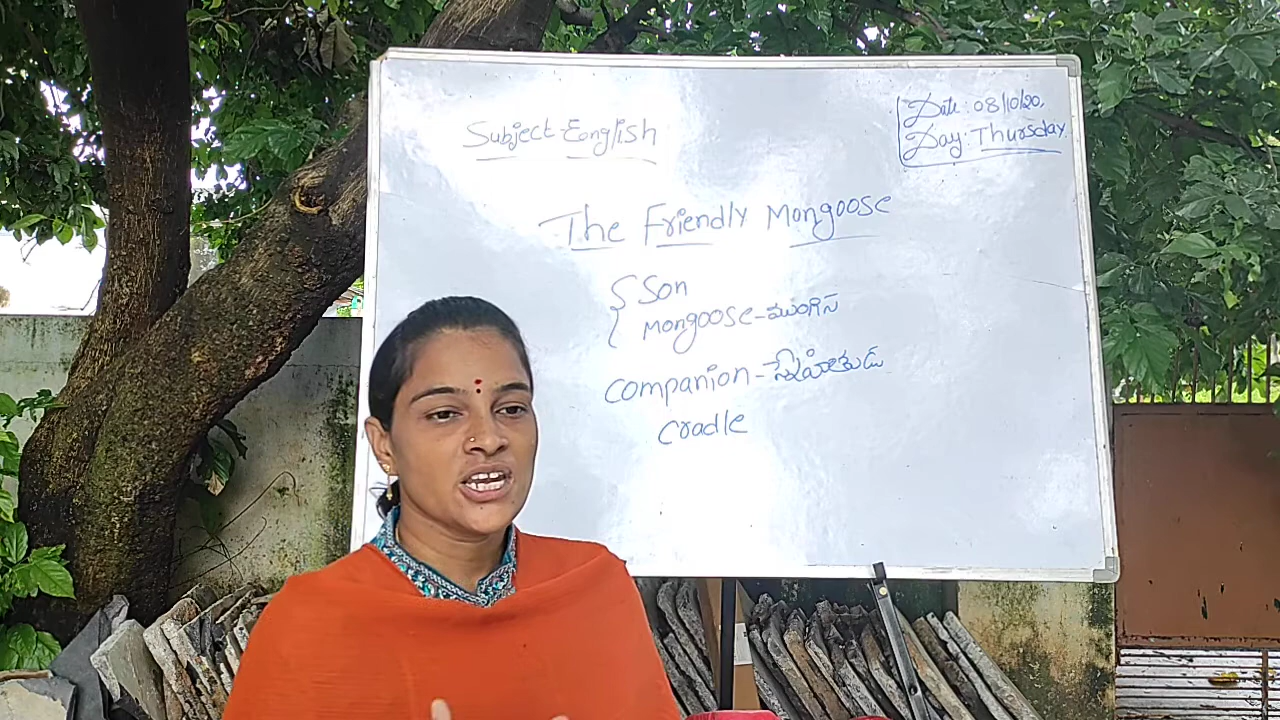 Date: 08/10/20.
Day: Thursday.
Subject-English
The Friendly Mongoose
Son
Mongoose-ముంగిస
companion-స్నేహితుడు
cradle